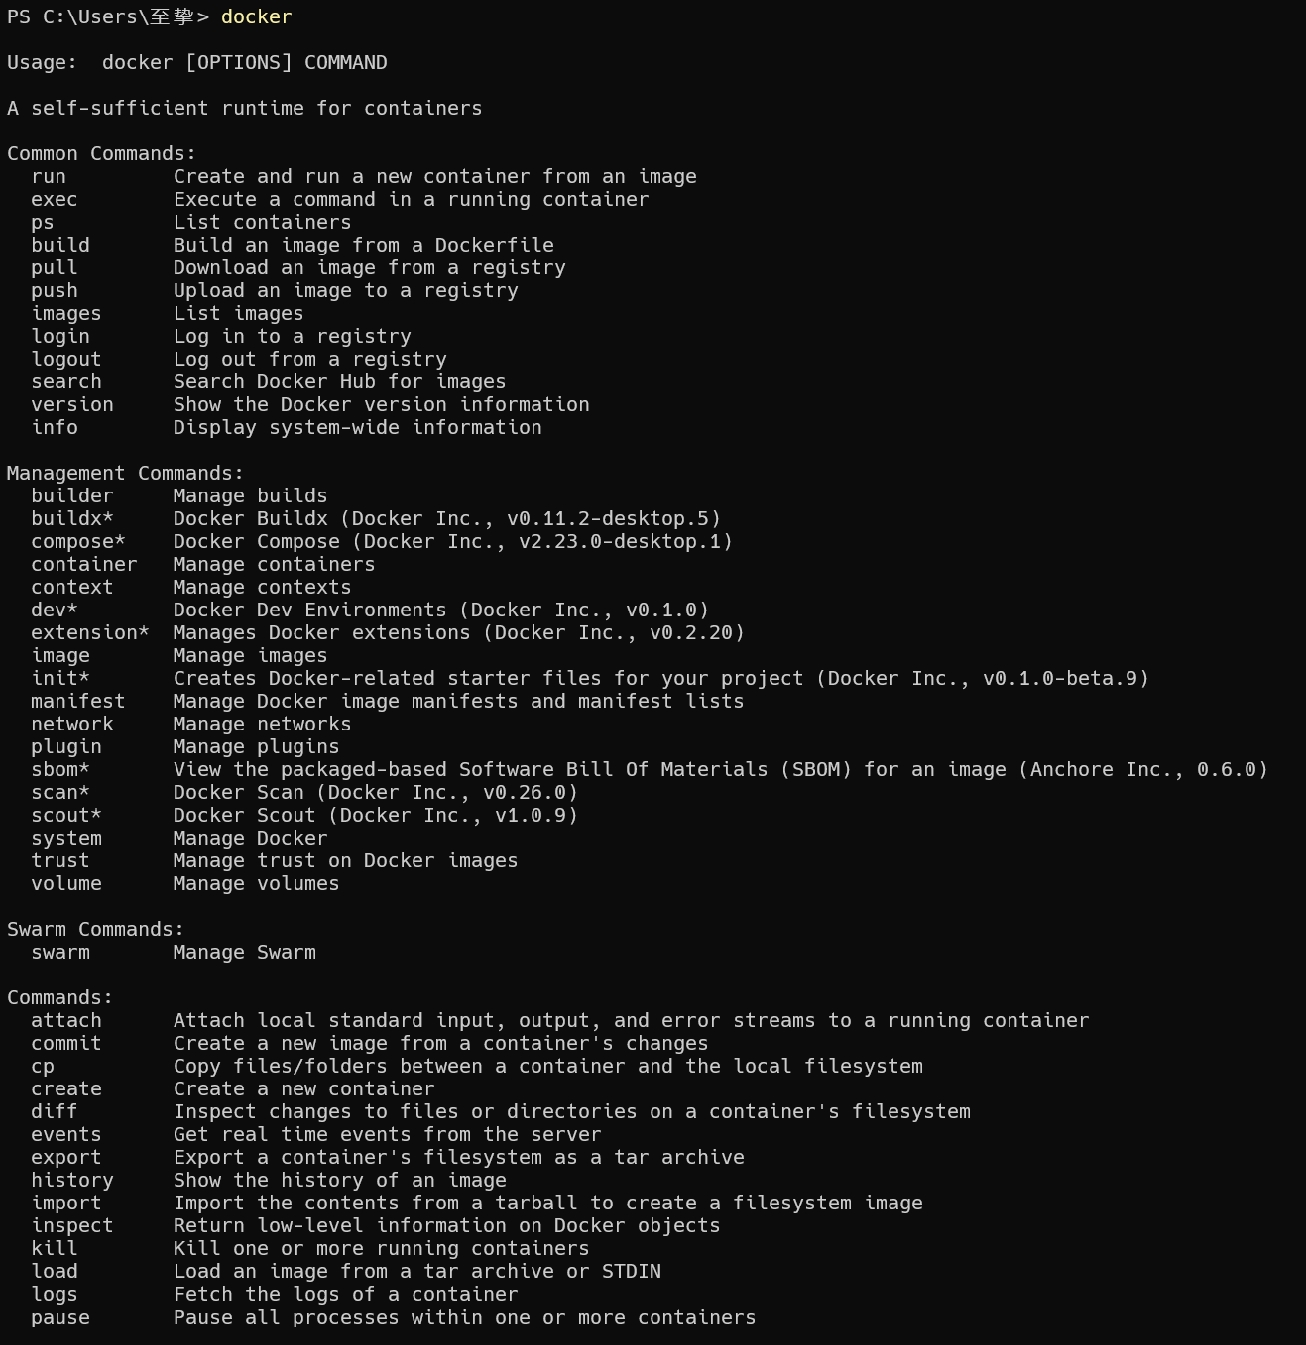 PS C:\Users\至挚> docker
Usage:  docker [OPTIONS] COMMAND
A self-sufficient runtime for containers
Common Commands:
  run         Create and run a new container from an image
  exec        Execute a command in a running container
  ps          List containers
  build       Build an image from a Dockerfile
  pull        Download an image from a registry
  push        Upload an image to a registry
  images      List images
  login       Log in to a registry
  logout      Log out from a registry
  search      Search Docker Hub for images
  version     Show the Docker version information
  info        Display system-wide information
Management Commands:
  builder     Manage builds
  buildx*     Docker Buildx (Docker Inc., v0.11.2-desktop.5)
  compose*    Docker Compose (Docker Inc., v2.23.0-desktop.1)
  container   Manage containers
  context     Manage contexts
  dev*        Docker Dev Environments (Docker Inc., v0.1.0)
  extension*  Manages Docker extensions (Docker Inc., v0.2.20)
  image       Manage images
  init*       Creates Docker-related starter files for your project (Docker Inc., v0.1.0-beta.9)
  manifest    Manage Docker image manifests and manifest lists
  network     Manage networks
  plugin      Manage plugins
  sbom*       View the packaged-based Software Bill Of Materials (SBOM) for an image (Anchore Inc., 0.6.0)
  scan*       Docker Scan (Docker Inc., v0.26.0)
  scout*      Docker Scout (Docker Inc., v1.0.9)
  system      Manage Docker
  trust       Manage trust on Docker images
  volume      Manage volumes
Swarm Commands:
  swarm       Manage Swarm
Commands:
  attach      Attach local standard input, output, and error streams to a running container
  commit      Create a new image from a container's changes
  cp          Copy files/folders between a container and the local filesystem
  create      Create a new container
  diff        Inspect changes to files or directories on a container's filesystem
  events      Get real time events from the server
  export      Export a container's filesystem as a tar archive
  history     Show the history of an image
  import      Import the contents from a tarball to create a filesystem image
  inspect     Return low-level information on Docker objects
  kill        Kill one or more running containers
  load        Load an image from a tar archive or STDIN
  logs        Fetch the logs of a container
  pause       Pause all processes within one or more containers